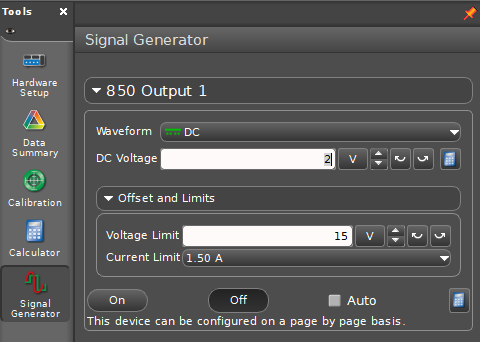 Tools
Signal Generator
Hardware
Setup
Data
Summary
Calibration
Calculator
Signal
Generator
850 Output 1
Waveform DC
DC Voltage 2 V
Offset and Limits
Voltage Limit 15 V
Current Limit 1.50 A
On Off Auto
This device can be configured on a page by page basis.